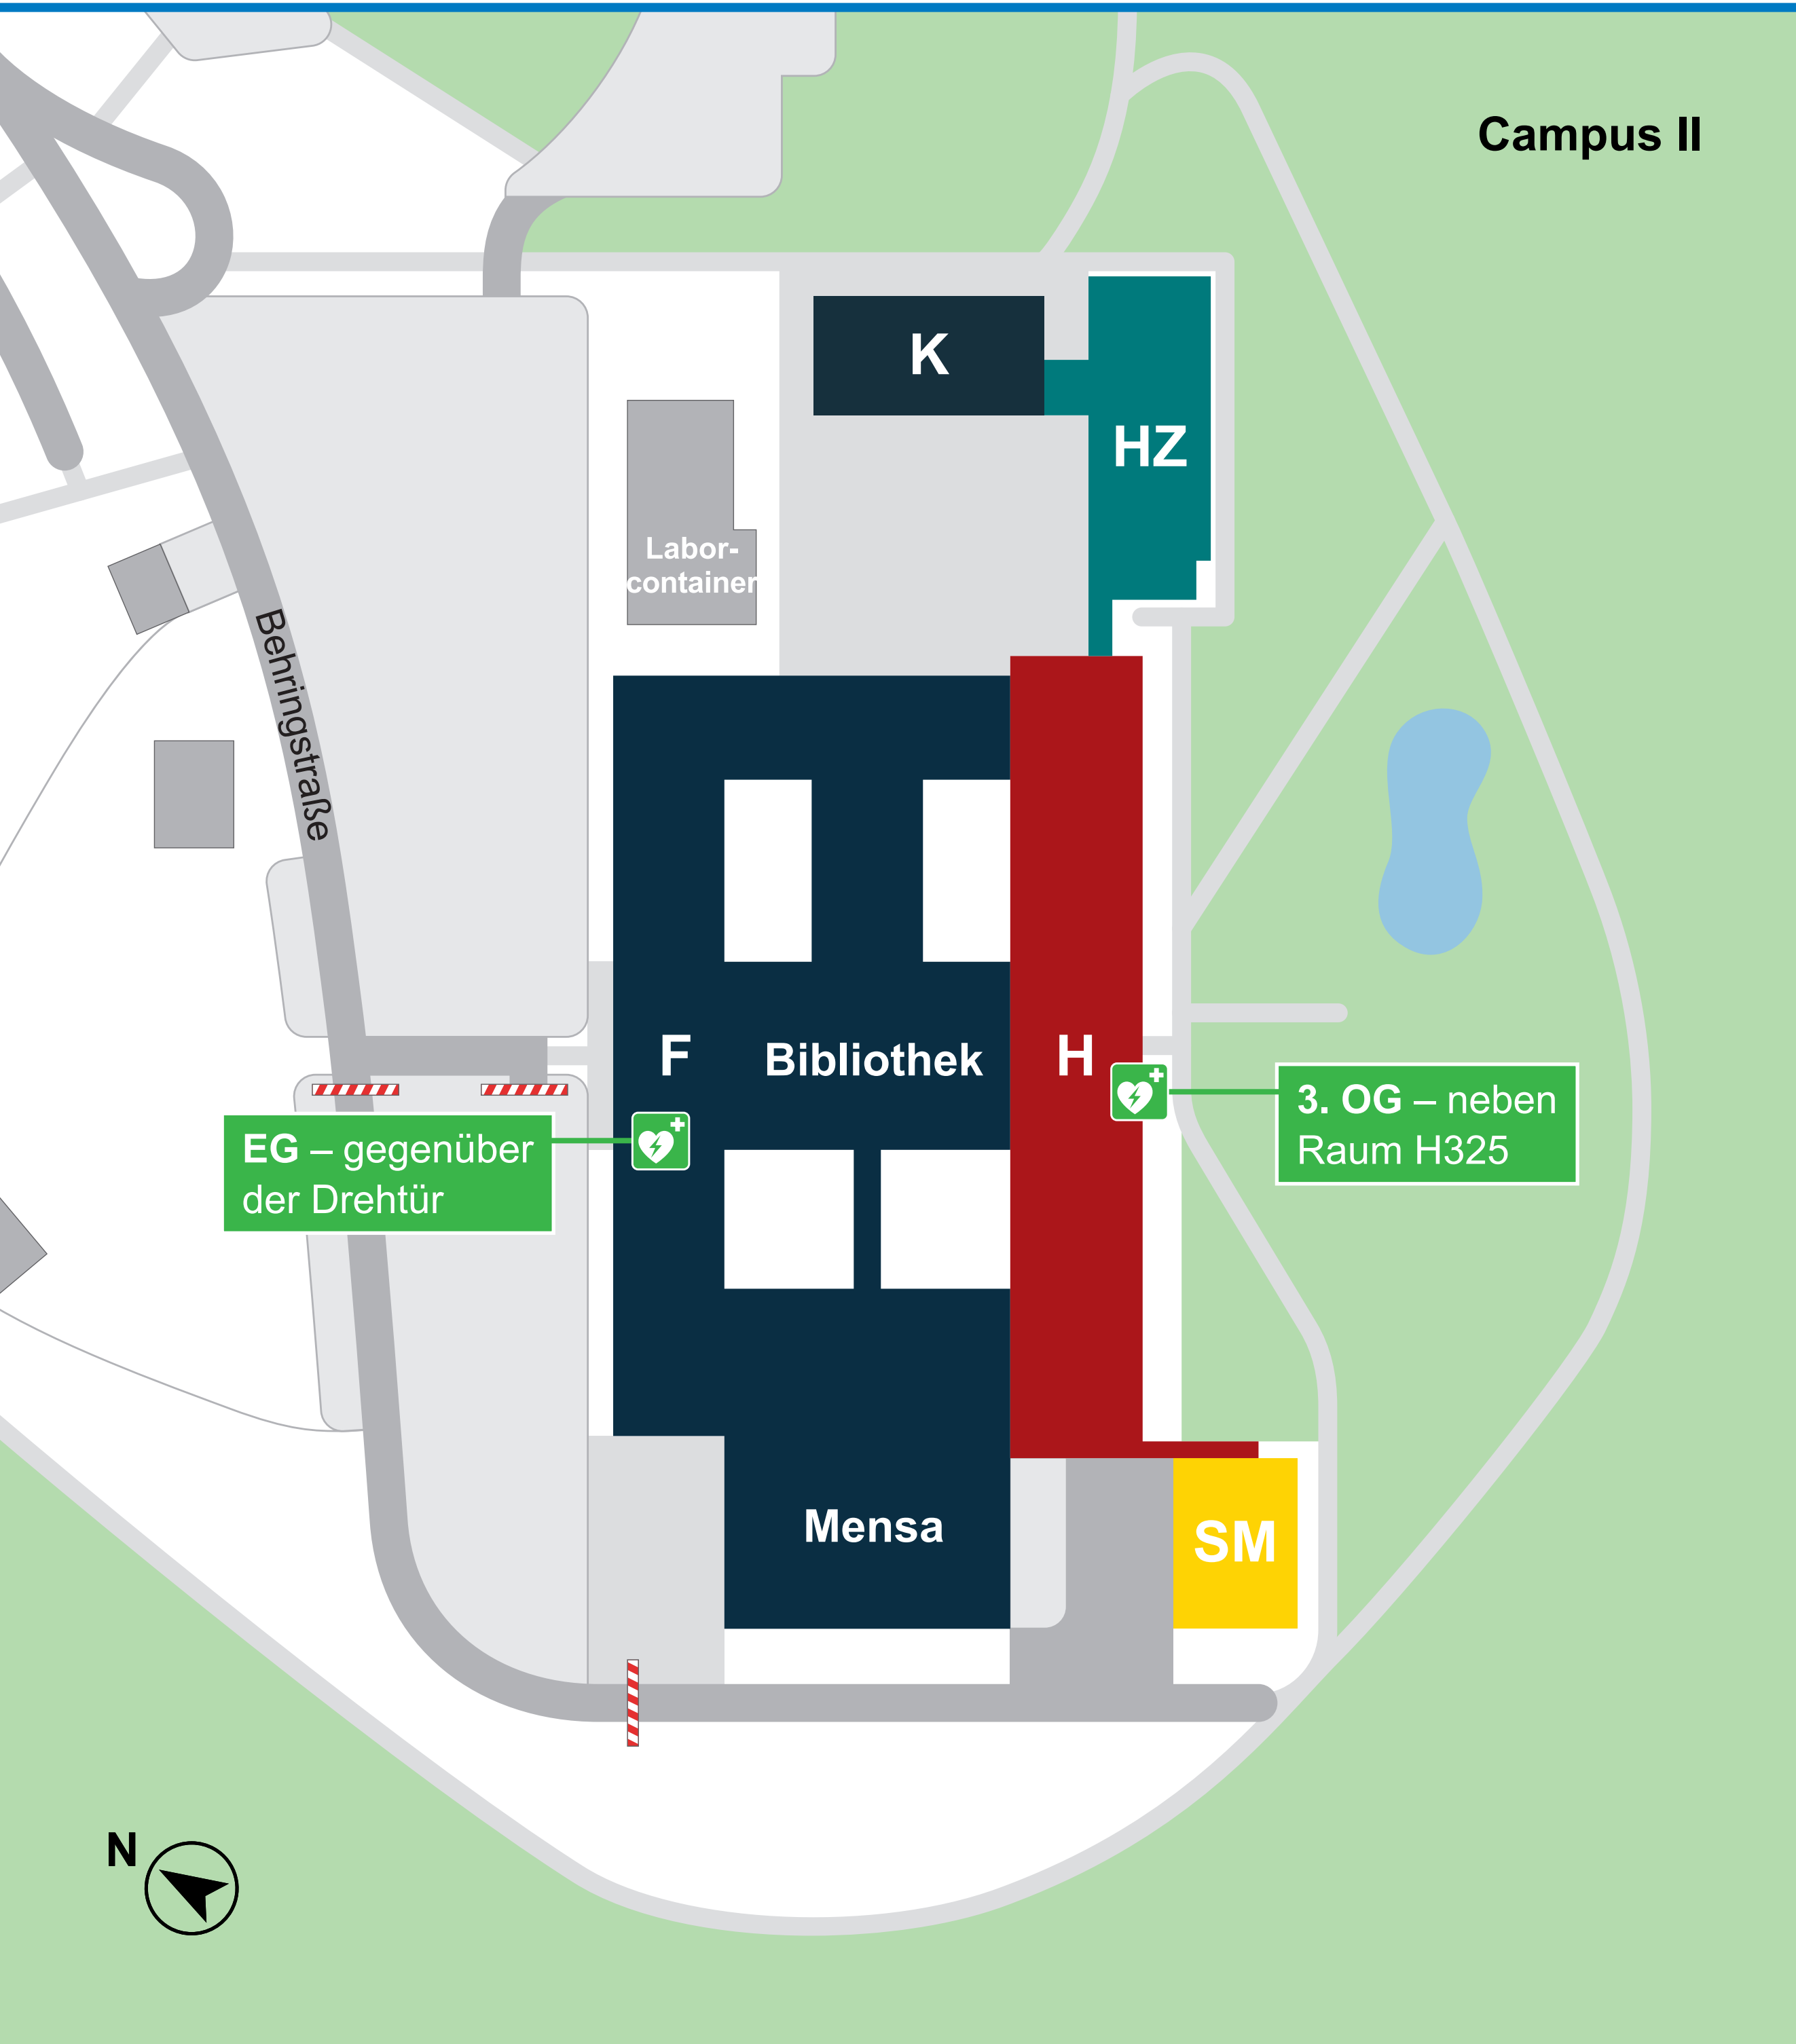 Campus II
K
HZ
Labor-
container
Behringstraße
F
Bibliothek
H
EG – gegenüber
der Drehtür
3. OG – neben
Raum H325
Mensa
SM
N